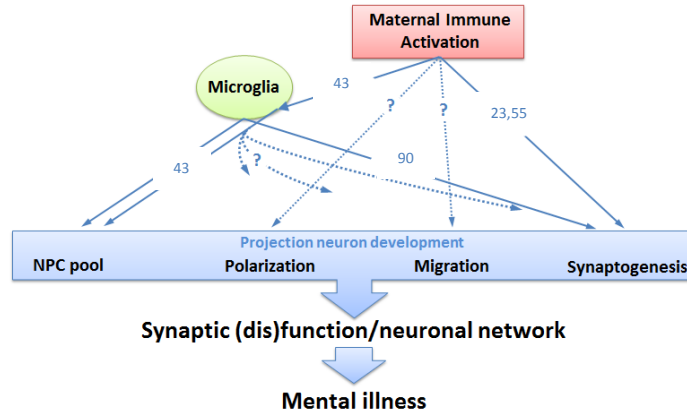 Maternal Immune
Activation
Microglia
43
?
?
23,55
43
?
90
Projection neuron development
NPC pool
Polarization
Migration
Synaptogenesis
Synaptic (dis)function/neuronal network
Mental illness